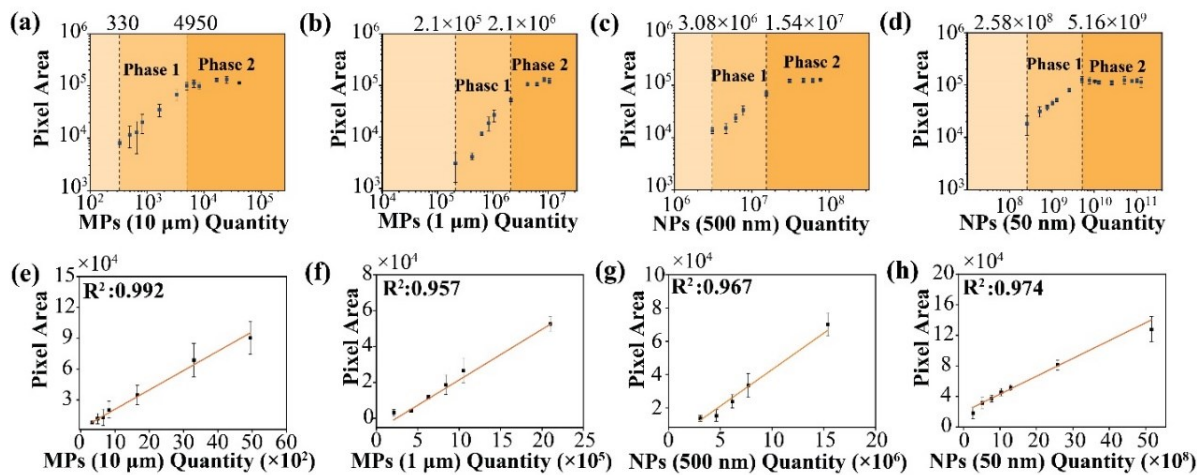 (a) 330 4950
10⁶
10⁵
10⁴
10³
Pixel Area
Phase 1 Phase 2
10² 10³ 10⁴ 10⁵
MPs (10 μm) Quantity
(b) 2.1×10⁵ 2.1×10⁶
10⁶
10⁵
10⁴
10³
Pixel Area
Phase 1 Phase 2
10⁴ 10⁵ 10⁶ 10⁷
MPs (1 μm) Quantity
(c) 3.08×10⁶ 1.54×10⁷
10⁶
10⁵
10⁴
10³
Pixel Area
Phase 1 Phase 2
10⁷ 10⁸
NPs (500 nm) Quantity
(d) 2.58×10⁸ 5.16×10⁹
10⁶
10⁵
10⁴
10³
Pixel Area
Phase 1 Phase 2
10⁸ 10⁹ 10¹⁰ 10¹¹
NPs (50 nm) Quantity
(e) ×10⁴
R²:0.992
15
12
9
6
3
Pixel Area
0 10 20 30 40 50 60
MPs (10 μm) Quantity (×10²)
(f) ×10⁴
R²:0.957
8
6
4
2
0
Pixel Area
0 5 10 15 20 25
MPs (1 μm) Quantity (×10⁵)
(g) ×10⁴
R²:0.967
10
8
6
4
2
Pixel Area
0 5 10 15 20
NPs (500 nm) Quantity (×10⁶)
(h) ×10⁴
R²:0.974
20
16
12
8
4
0
Pixel Area
0 10 20 30 40 50
NPs (50 nm) Quantity (×10⁸)